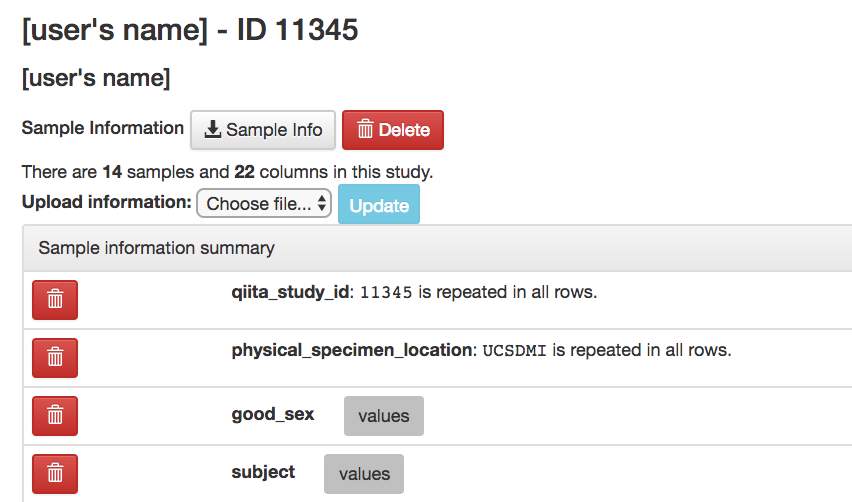 [user's name] - ID 11345
[user's name]
Sample Information Sample Info Delete
There are 14 samples and 22 columns in this study.
Upload information: Choose file... Update
Sample information summary
qiita_study_id: 11345 is repeated in all rows.
physical_specimen_location: UCSDMI is repeated in all rows.
good_sex values
subject values